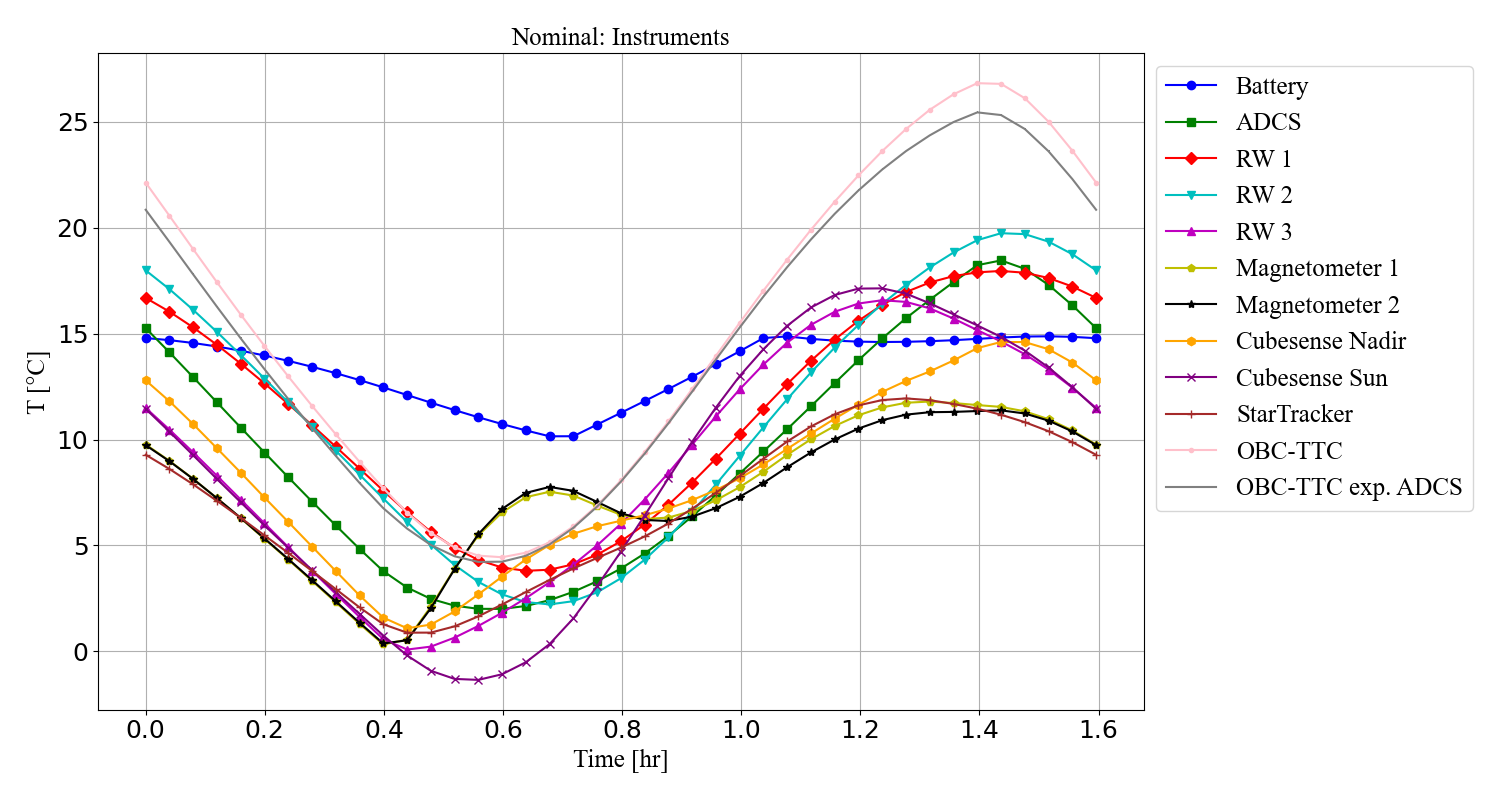 Nominal: Instruments
T [°C]
25
20
15
10
5
0
0.0 0.2 0.4 0.6 0.8 1.0 1.2 1.4 1.6
Time [hr]
Battery
ADCS
RW 1
RW 2
RW 3
Magnetometer 1
Magnetometer 2
Cubesense Nadir
Cubesense Sun
StarTracker
OBC-TTC
OBC-TTC exp. ADCS